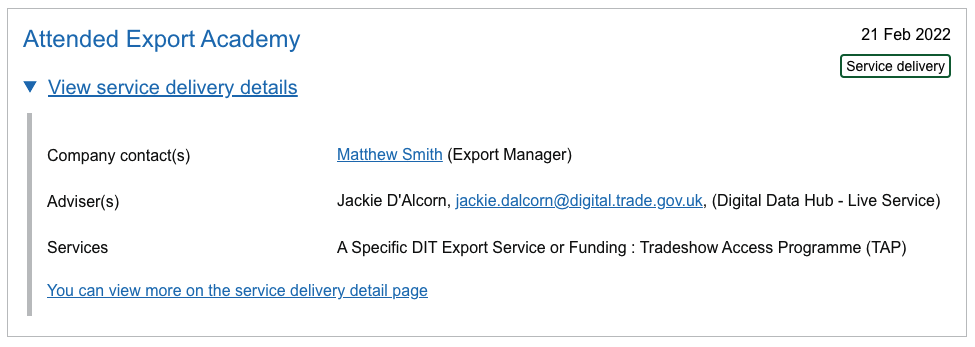 Attended Export Academy
21 Feb 2022
Service delivery
View service delivery details
Company contact(s) Matthew Smith (Export Manager)
Adviser(s) Jackie D'Alcorn, jackie.dalcorn@digital.trade.gov.uk, (Digital Data Hub - Live Service)
Services A Specific DIT Export Service or Funding : Tradeshow Access Programme (TAP)
You can view more on the service delivery detail page